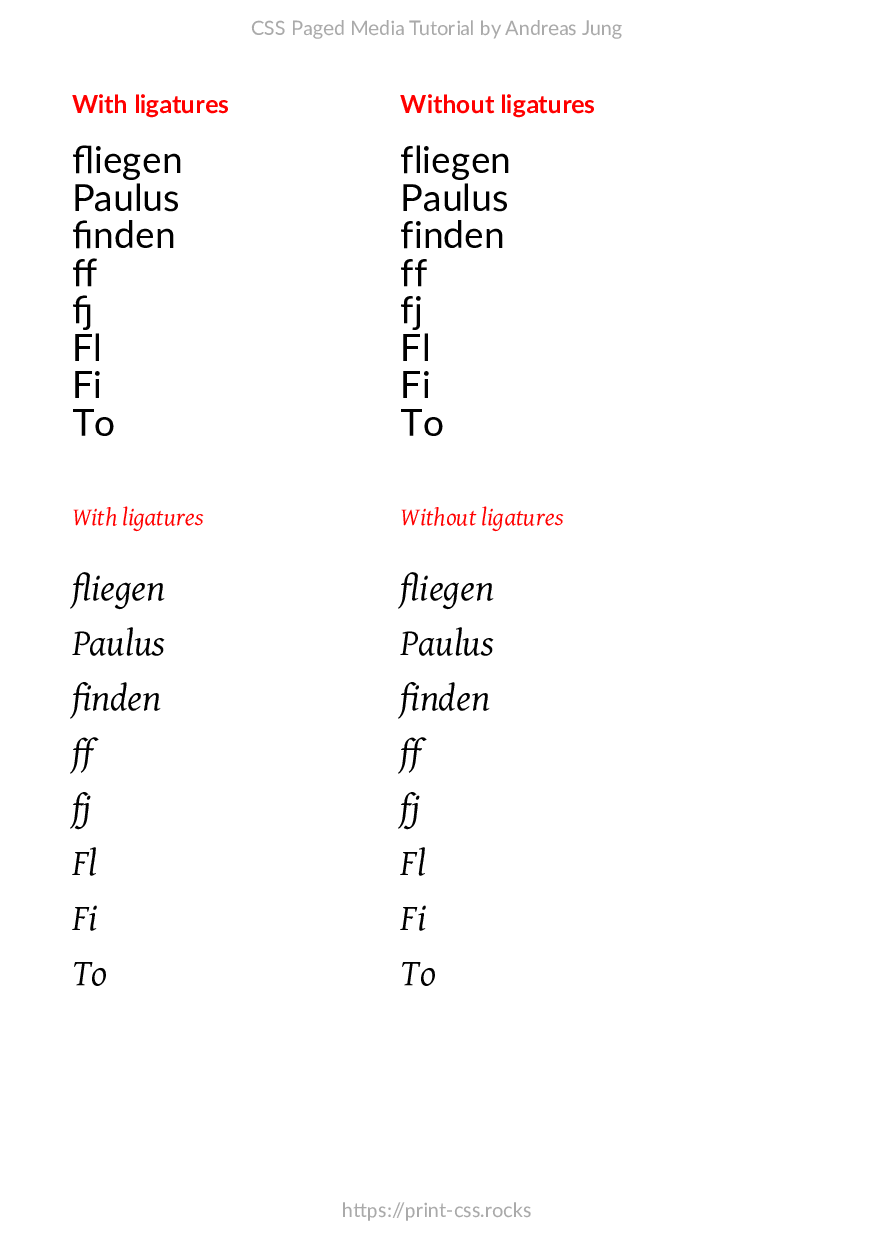 CSS Paged Media Tutorial by Andreas Jung
With ligatures
fliegen
Paulus
finden
ff
fj
Fl
Fi
To
Without ligatures
fliegen
Paulus
finden
ff
fj
Fl
Fi
To
With ligatures
fliegen
Paulus
finden
ff
fj
Fl
Fi
To
Without ligatures
fliegen
Paulus
finden
ff
fj
Fl
Fi
To
https://print-css.rocks